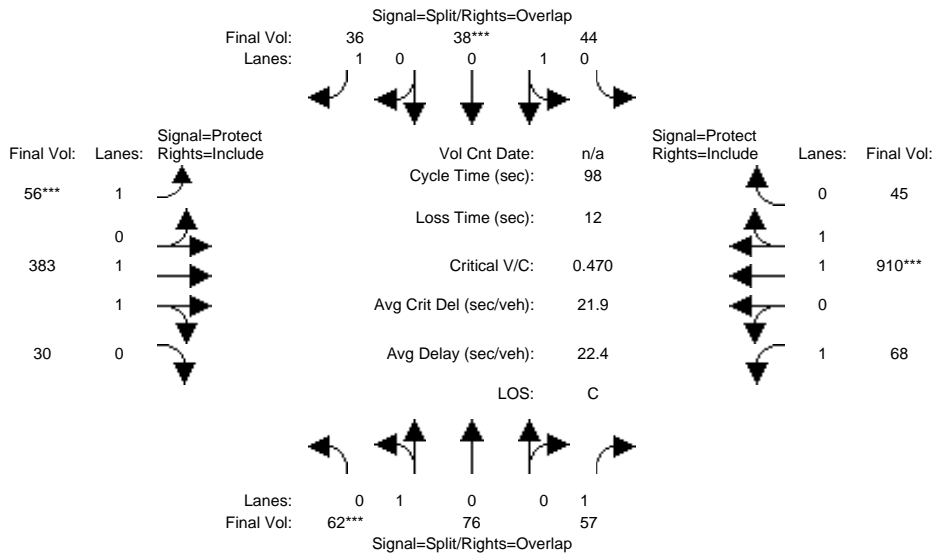 Signal=Split/Rights=Overlap
Final Vol: 36 38*** 44
Lanes: 1 0 0 1 0
Signal=Protect Signal=Protect
Final Vol: Lanes: Rights=Include Vol Cnt Date: n/a Rights=Include Lanes: Final Vol:
Cycle Time (sec): 98
56*** 1 0 45
Loss Time (sec): 12
0 1
383 1 Critical V/C: 0.470 1 910***
1 Avg Crit Del (sec/veh): 21.9 0
30 0 Avg Delay (sec/veh): 22.4 1 68
LOS: C
Lanes: 0 1 0 0 1
Final Vol: 62*** 76 57
Signal=Split/Rights=Overlap